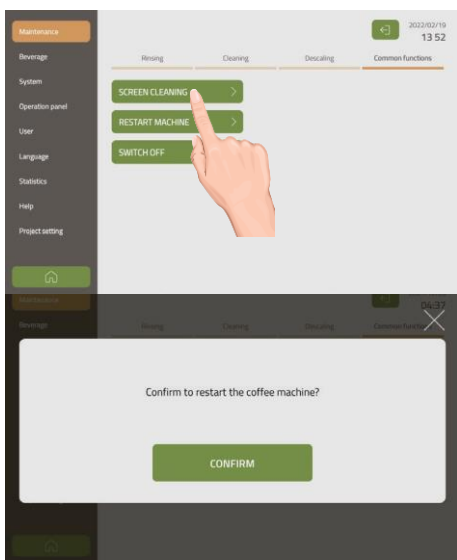 Maintenance
2022/02/19
13 52
Beverage
Rinsing
Cleaning
Descaling
Common functions
System
SCREEN CLEANING
Operation panel
RESTART MACHINE
User
SWITCH OFF
Language
Statistics
Help
Project setting
Maintenance
04:37
Beverage
Rinsing
Cleaning
Descaling
Common functions
Confirm to restart the coffee machine?
CONFIRM